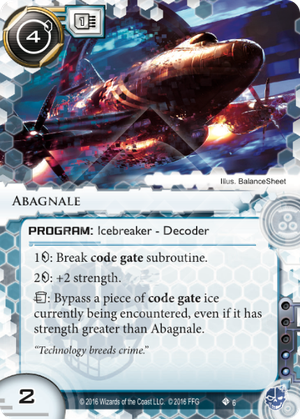 4
1
Illus. BalanceSheet
ABAGNALE
PROGRAM: Icebreaker - Decoder
1: Break code gate subroutine.
2: +2 strength.
: Bypass a piece of code gate ice
currently being encountered, even if it has
strength greater than Abagnale.
“Technology breeds crime.”
2
© 2016 Wizards of the Coast LLC. © 2016 FFG
6